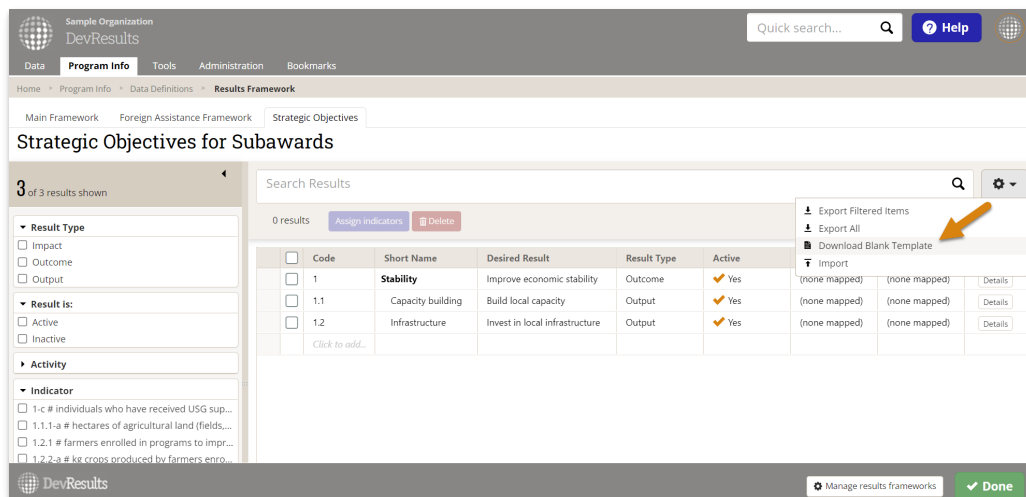 Sample Organization
DevResults
Quick search...
Help
Data Program Info Tools Administration Bookmarks
Home Program Info Data Definitions Results Framework
Main Framework Foreign Assistance Framework Strategic Objectives
Strategic Objectives for Subawards
3 of 3 results shown
Result Type
Impact
Outcome
Output
Result is:
Active
Inactive
Activity
Indicator
1-c # individuals who have received USG sup...
1.1.1-a # hectares of agricultural land (fields,...
1.2.1 # farmers enrolled in programs to impr...
1.2.2-a # kg crops produced by farmers enro...
Search Results
0 results Assign indicators Delete
Export Filtered Items
Export All
Download Blank Template
Import
Code Short Name Desired Result Result Type Active
1 Stability Improve economic stability Outcome Yes (none mapped) (none mapped) Details
1.1 Capacity building Build local capacity Output Yes (none mapped) (none mapped) Details
1.2 Infrastructure Invest in local infrastructure Output Yes (none mapped) (none mapped) Details
Click to add...
DevResults
Manage results frameworks Done